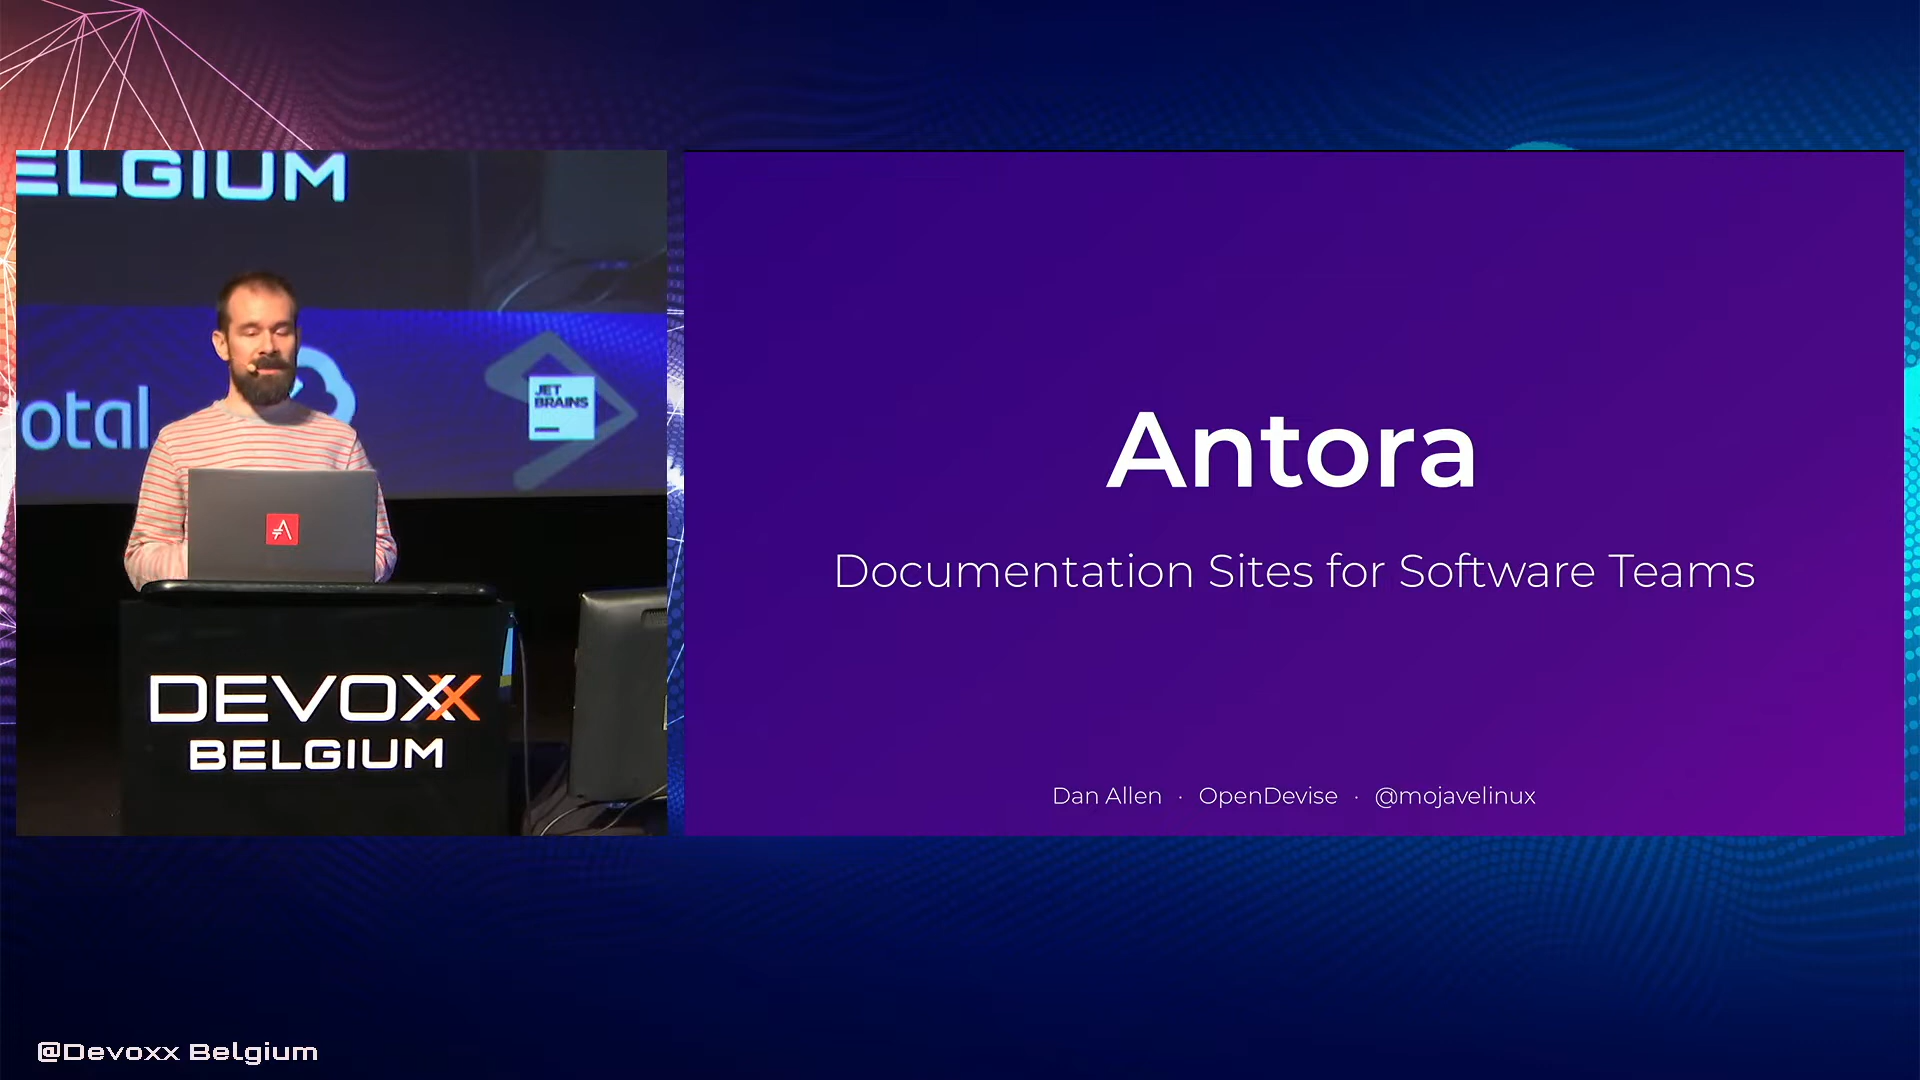 ELGIUM
otal
JET
BRAINS
DEVOXX
BELGIUM
Antora
Documentation Sites for Software Teams
Dan Allen · OpenDevise · @mojavelinux
@Devoxx Belgium